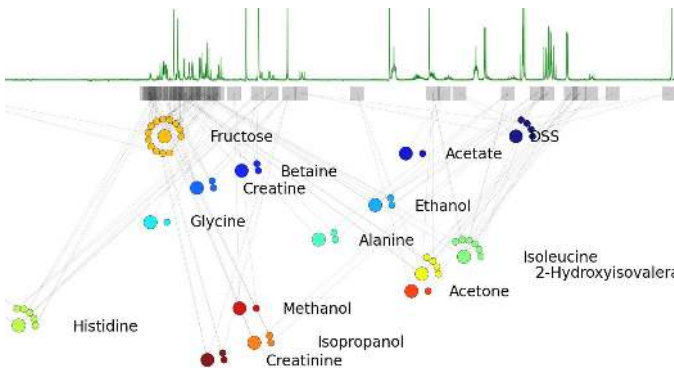 Fructose
DSS
Acetate
Betaine
Creatine
Ethanol
Glycine
Alanine
Isoleucine
2-Hydroxyisovalera
Acetone
Methanol
Histidine
Isopropanol
Creatinine